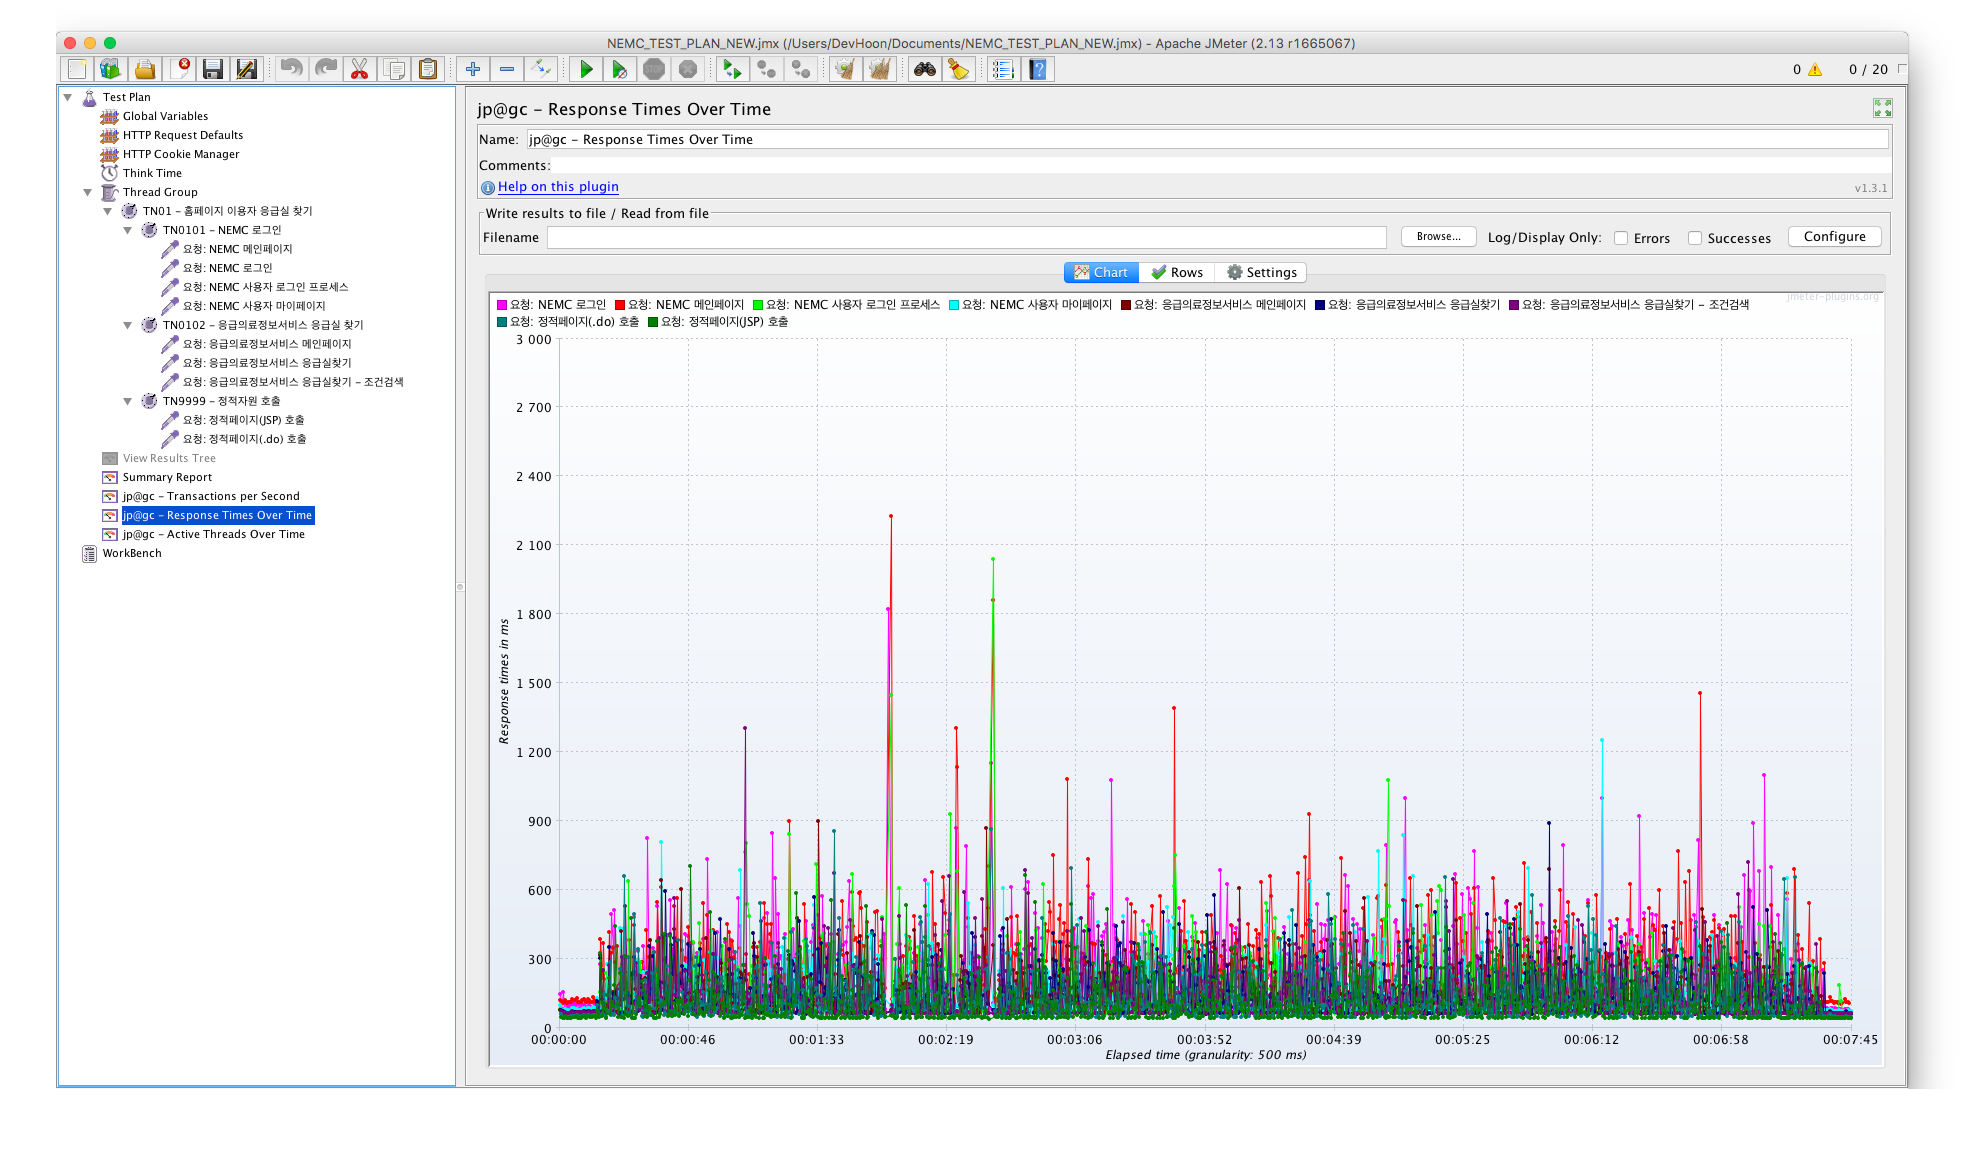 NEMC_TEST_PLAN_NEW.jmx (/Users/DevHoon/Documents/NEMC_TEST_PLAN_NEW.jmx) - Apache JMeter (2.13 r1665067)
0 0 / 20
Test Plan
Global Variables
HTTP Request Defaults
HTTP Cookie Manager
Think Time
Thread Group
TN01 - 홈페이지 이용자 응급실 찾기
TN0101 - NEMC 로그인
요청: NEMC 메인페이지
요청: NEMC 로그인
요청: NEMC 사용자 로그인 프로세스
요청: NEMC 사용자 마이페이지
TN0102 - 응급의료정보서비스 응급실 찾기
요청: 응급의료정보서비스 메인페이지
요청: 응급의료정보서비스 응급실찾기
요청: 응급의료정보서비스 응급실찾기 - 조건검색
TN9999 - 정적자원 호출
요청: 정적페이지(JSP) 호출
요청: 정적페이지(.do) 호출
View Results Tree
Summary Report
jp@gc - Transactions per Second
jp@gc - Response Times Over Time
jp@gc - Active Threads Over Time
WorkBench
jp@gc - Response Times Over Time
Name: jp@gc - Response Times Over Time
Comments:
Help on this plugin v1.3.1
Write results to file / Read from file
Filename Browse... Log/Display Only: Errors Successes Configure
Chart Rows Settings
jmeter-plugins.org
요청: NEMC 로그인 요청: NEMC 메인페이지 요청: NEMC 사용자 로그인 프로세스 요청: NEMC 사용자 마이페이지 요청: 응급의료정보서비스 메인페이지 요청: 응급의료정보서비스 응급실찾기 요청: 응급의료정보서비스 응급실찾기 - 조건검색
요청: 정적페이지(.do) 호출 요청: 정적페이지(JSP) 호출
3 000
2 700
2 400
2 100
1 800
1 500
1 200
900
600
300
0
Response times in ms
00:00:00 00:00:46 00:01:33 00:02:19 00:03:06 00:03:52 00:04:39 00:05:25 00:06:12 00:06:58 00:07:45
Elapsed time (granularity: 500 ms)